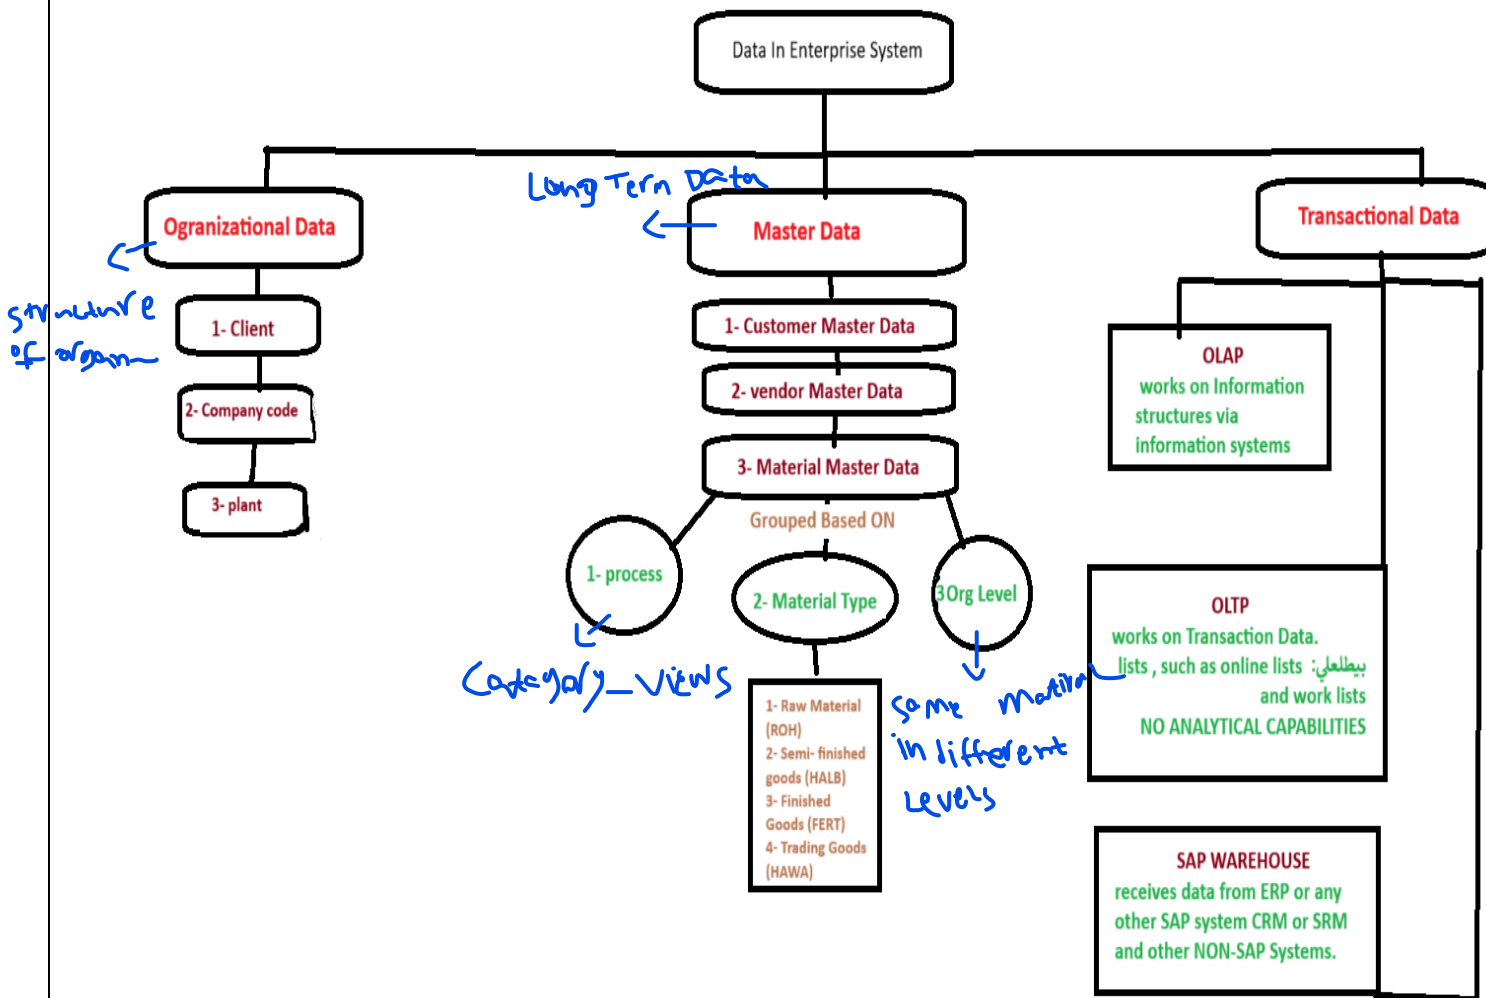 Data In Enterprise System
Long Term Data
Ogranizational Data
Master Data
Transactional Data
structure
of organ
1- Client
2- Company code
3- plant
1- Customer Master Data
2- vendor Master Data
3- Material Master Data
Grouped Based ON
1- process
2- Material Type
3Org Level
Category_views
same
in different
Levels
1- Raw Material
(ROH)
2- Semi- finished
goods (HALB)
3- Finished
Goods (FERT)
4- Trading Goods
(HAWA)
OLAP
works on Information
structures via
information systems
OLTP
works on Transaction Data.
lists , such as online lists :بيطلعلي
and work lists
NO ANALYTICAL CAPABILITIES
SAP WAREHOUSE
receives data from ERP or any
other SAP system CRM or SRM
and other NON-SAP Systems.